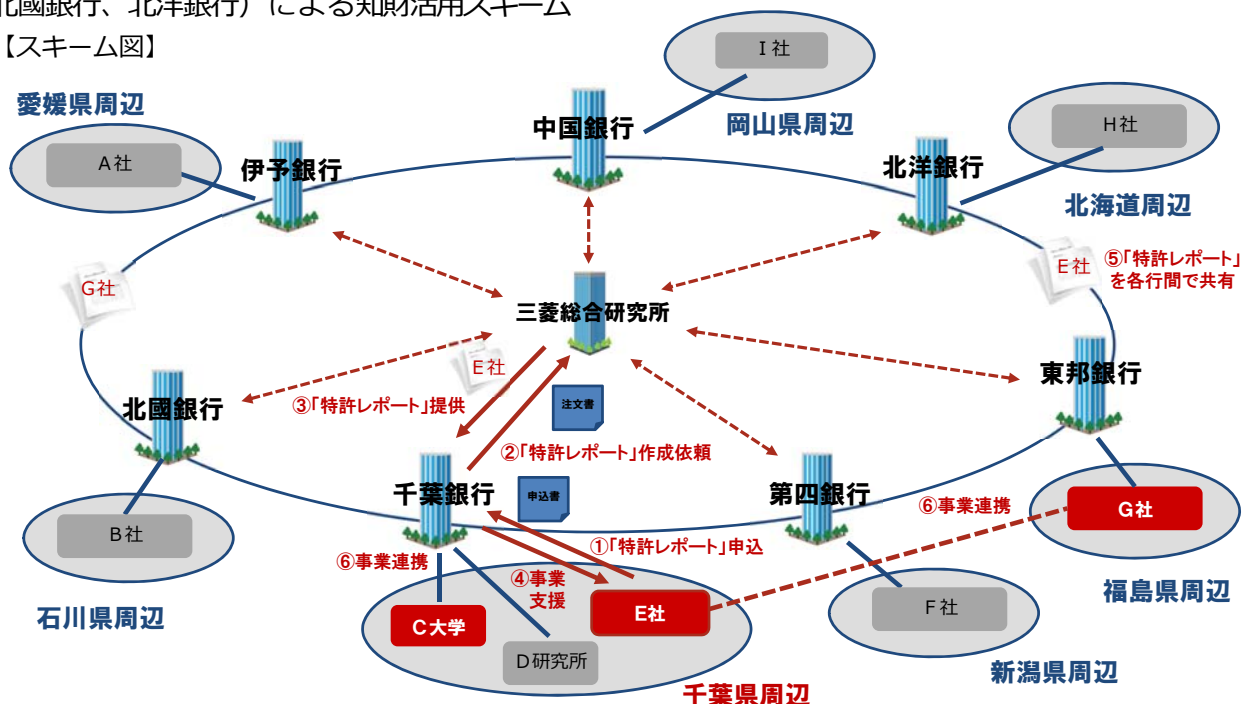 北國銀行、北洋銀行）による知財活用スキーム
【スキーム図】
I 社
愛媛県周辺
中国銀行
岡山県周辺
H 社
A 社
伊予銀行
北洋銀行
北海道周辺
G社
E社
⑤「特許レポート」
を各行間で共有
三菱総合研究所
E社
東邦銀行
③「特許レポート」提供
注文書
北國銀行
②「特許レポート」作成依頼
千葉銀行
申込書
第四銀行
⑥事業連携
G社
B 社
①「特許レポート」申込
⑥事業連携
④事業
支援
福島県周辺
石川県周辺
C大学
E社
F 社
D研究所
新潟県周辺
千葉県周辺